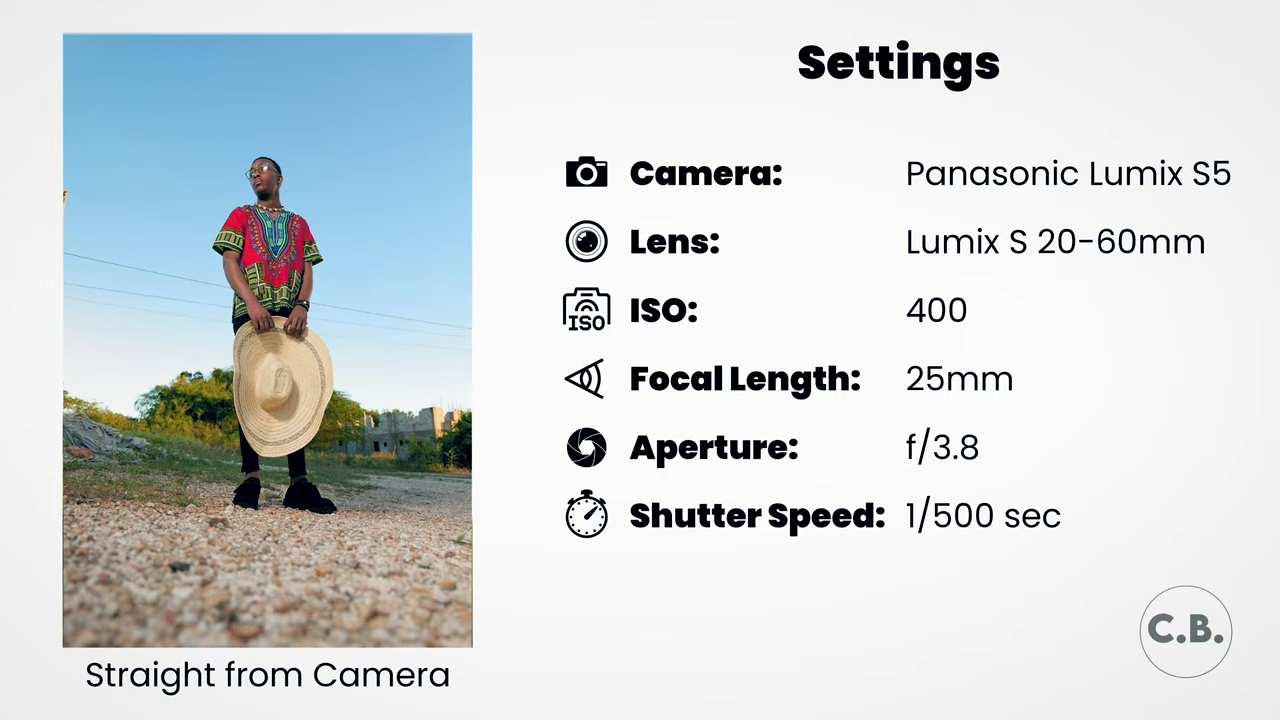 Settings
Camera: Panasonic Lumix S5
Lens: Lumix S 20-60mm
ISO
ISO: 400
Focal Length: 25mm
Aperture: f/3.8
Shutter Speed: 1/500 sec
C.B.
Straight from Camera